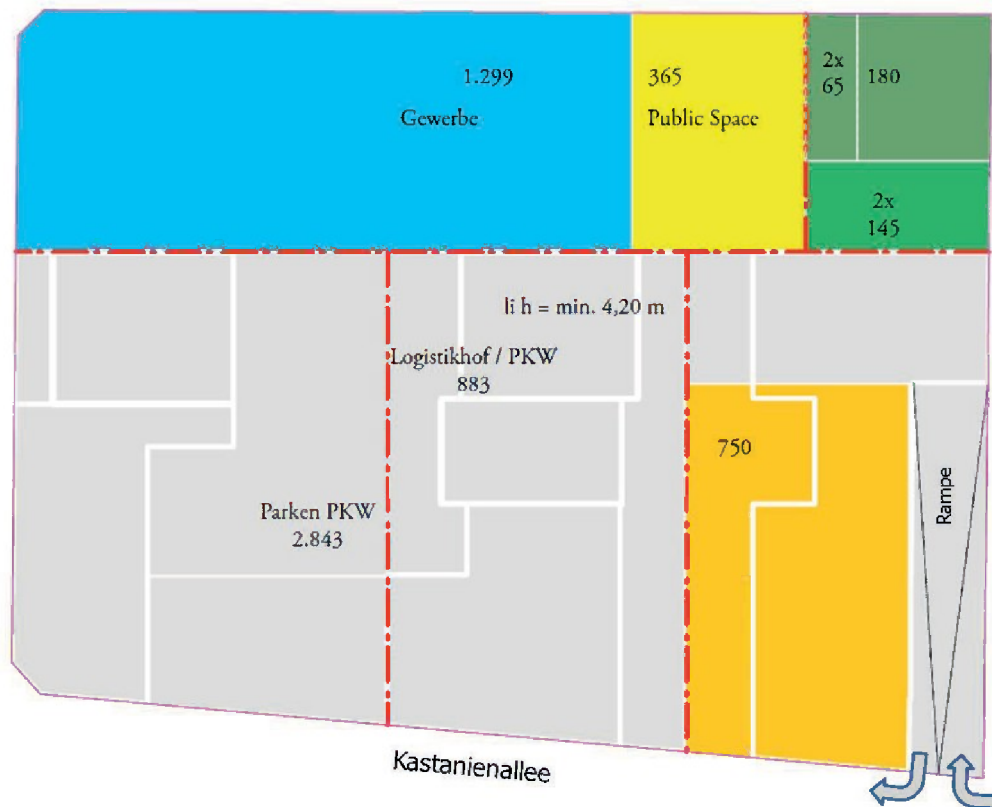 1.299
Gewerbe
365
Public Space
2x
65
180
2x
145
li h = min. 4,20 m
Logistikhof / PKW
883
750
Parken PKW
2.843
Rampe
Kastanienallee